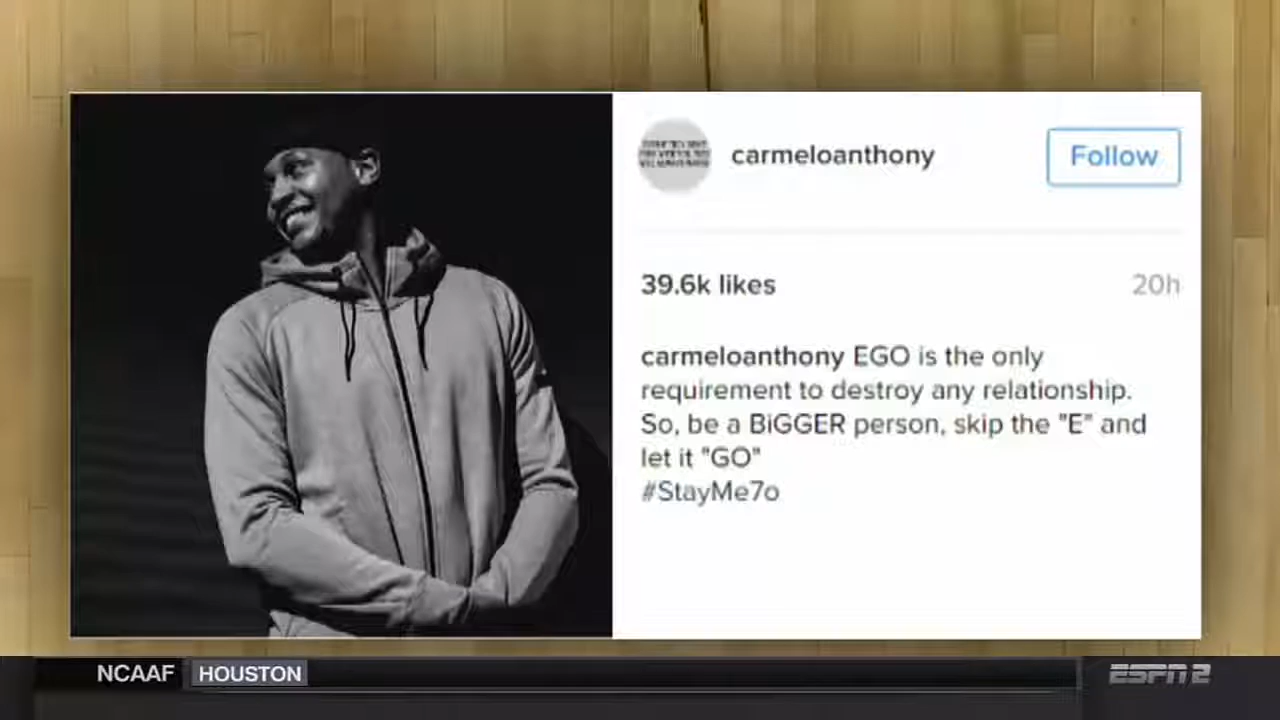 carmeloanthony
Follow
39.6k likes
20h
carmeloanthony EGO is the only
requirement to destroy any relationship.
So, be a BiGGER person, skip the "E" and
let it "GO"
#StayMe7o
NCAAF HOUSTON
ESPN2